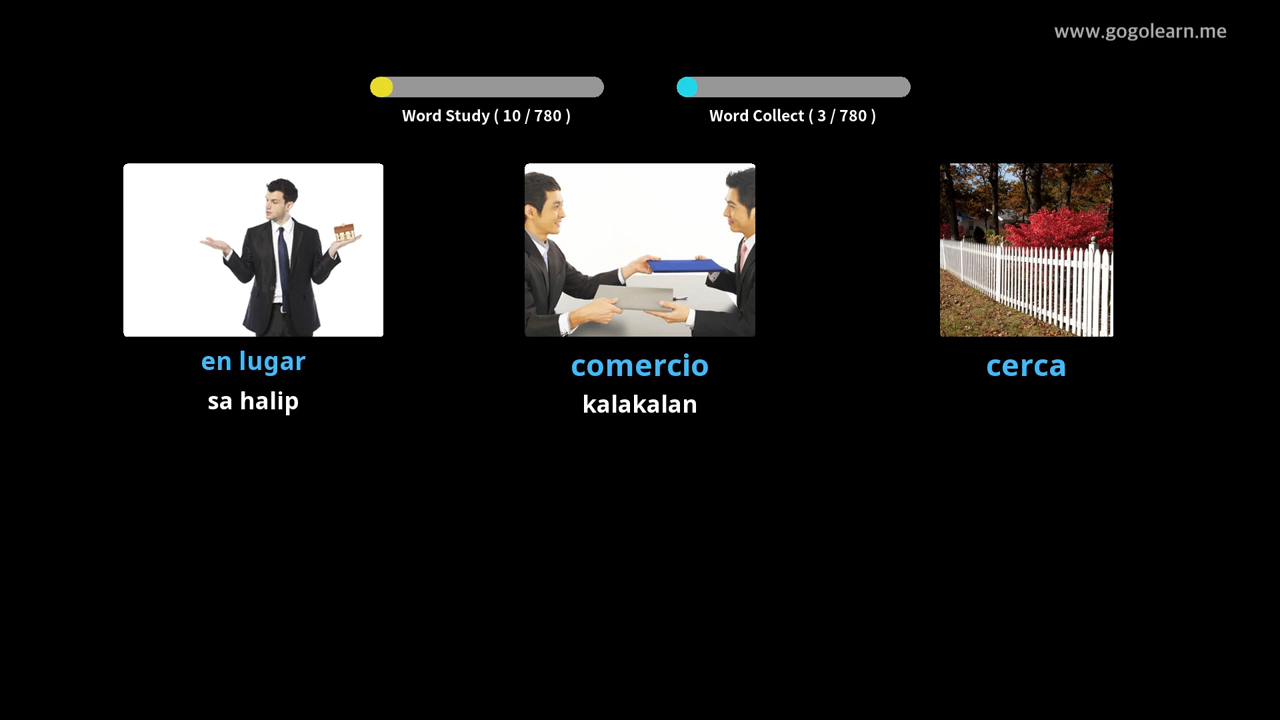 www.gogolearn.me
Word Study ( 10 / 780 )
Word Collect ( 3 / 780 )
en lugar
sa halip
comercio
kalakalan
cerca